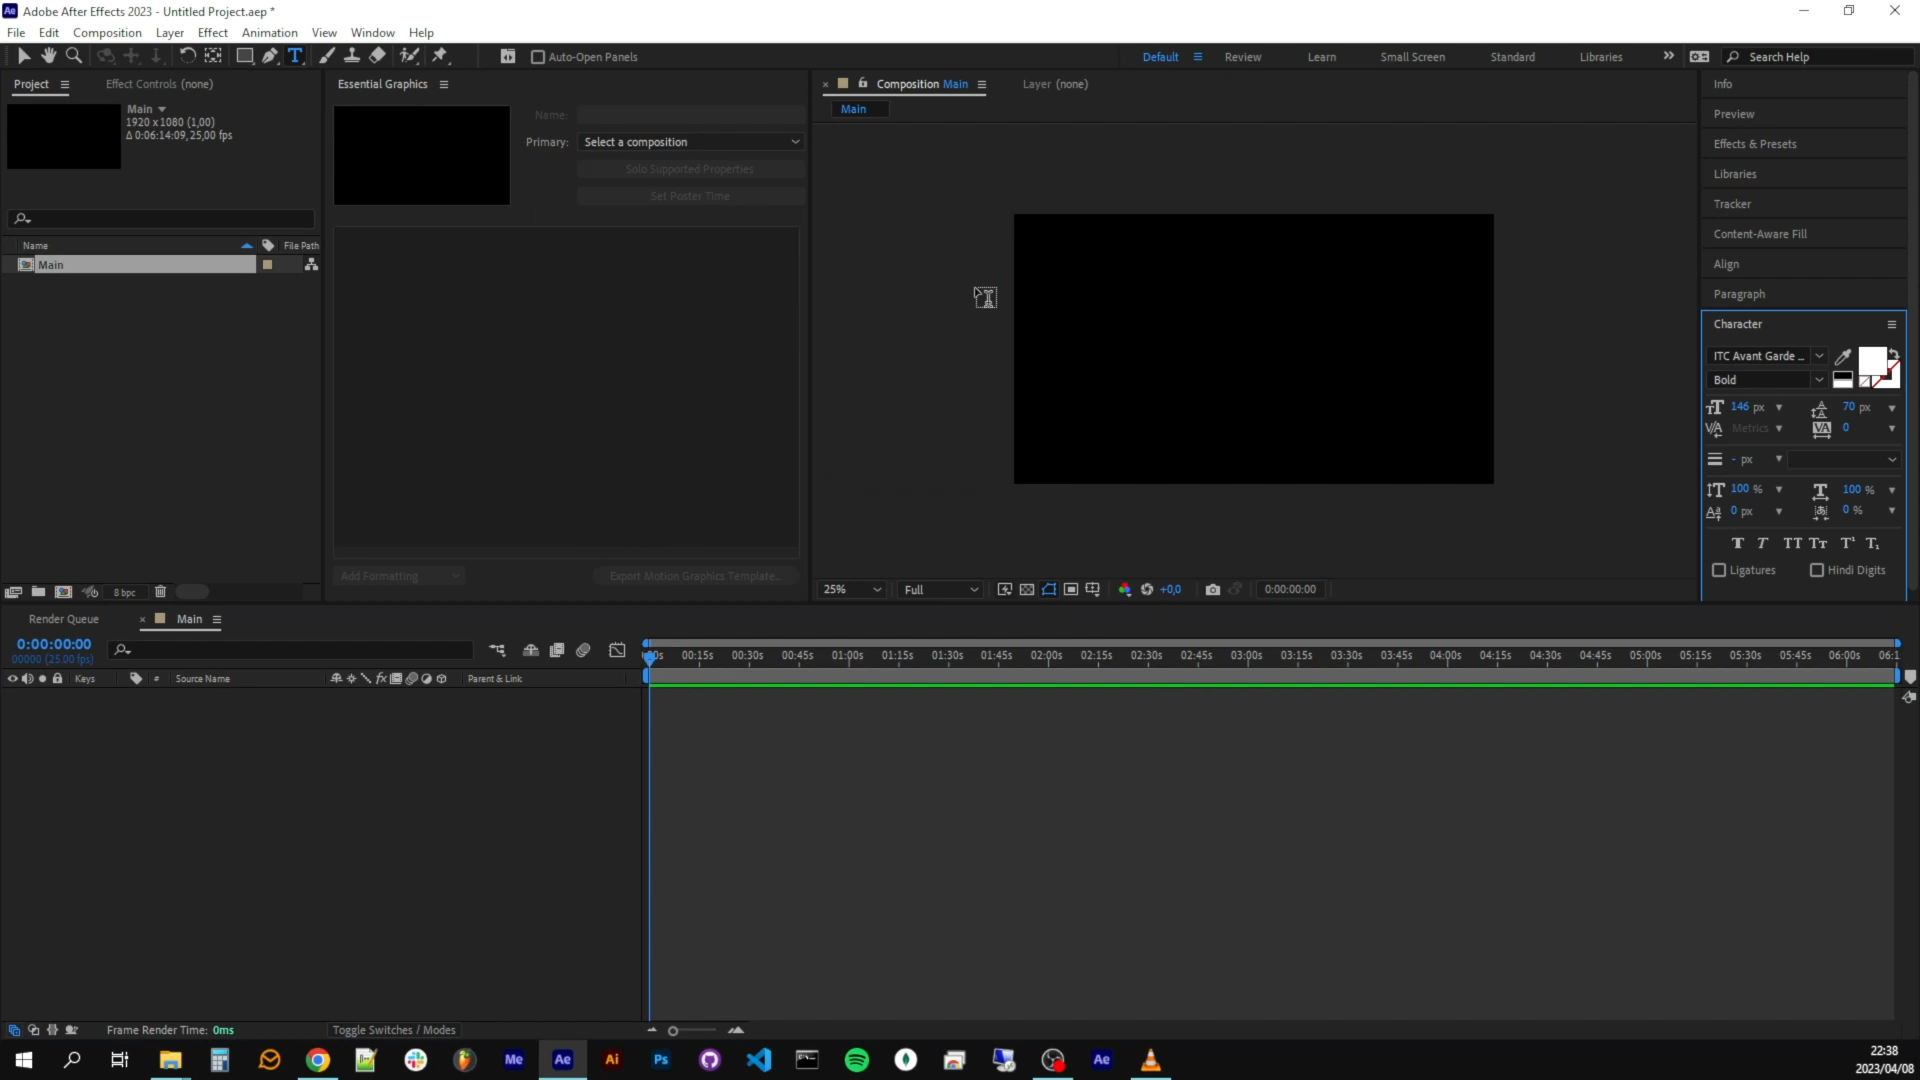 Ae Adobe After Effects 2023 - Untitled Project.aep *
File Edit Composition Layer Effect Animation View Window Help
T Auto-Open Panels Default Review Learn Small Screen Standard Libraries Search Help
Project Effect Controls (none)
Main
1920 x 1080 (1,00)
Δ 0:06:14:09, 25,00 fps
Name File Path
Main
8 bpc
Essential Graphics
Name:
Primary: Select a composition
Solo Supported Properties
Set Poster Time
Add Formatting Export Motion Graphics Template...
Composition Main Layer (none)
Main
25% Full +0,0 0:00:00:00
Info
Preview
Effects & Presets
Libraries
Tracker
Content-Aware Fill
Align
Paragraph
Character
ITC Avant Garde ...
Bold
146 px 70 px
Metrics 0
- px
100 % 100 %
0 px 0 %
T T TT Tт T¹ T₁
Ligatures Hindi Digits
Render Queue Main
0:00:00:00
00000 (25.00 fps)
00s 00:15s 00:30s 00:45s 01:00s 01:15s 01:30s 01:45s 02:00s 02:15s 02:30s 02:45s 03:00s 03:15s 03:30s 03:45s 04:00s 04:15s 04:30s 04:45s 05:00s 05:15s 05:30s 05:45s 06:00s 06:1
Keys # Source Name fx Parent & Link
Frame Render Time: 0ms Toggle Switches / Modes
Me Ae Ai Ps Ae
22:38
2023/04/08